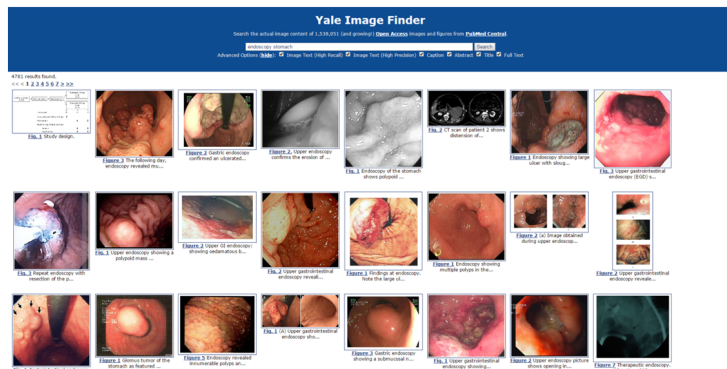 Yale Image Finder
Search the actual image content of 1,538,051 (and growing!) Open Access images and figures from PubMed Central.
endoscopy stomach Search
Advanced Options (hide): Image Text (High Recall) Image Text (High Precision) Caption Abstract Title Full Text
4781 results found.
<< < 1 2 3 4 5 6 7 > >>
Fig. 1 Study design.
Figure 3 The following day, endoscopy revealed mu...
Figure 2 Gastric endoscopy confirmed an ulcerated...
Figure 2. Upper endoscopy confirms the erosion of ...
Fig. 1 Endoscopy of the stomach shows polypoid ...
Fig. 2 CT scan of patient 2 shows distension of...
Figure 1 Endoscopy showing large ulcer with sloug...
Fig. 3 Upper gastrointestinal endoscopy (EGD) s...
Fig. 3 Repeat endoscopy with resection of the p...
Fig. 1 Upper endoscopy showing a polypoid mass ...
Figure 2 Upper GI endoscopy: showing oedamatous b...
Fig. 2 Upper gastrointestinal endoscopy reveali...
Figure 1 Findings at endoscopy. Note the large ul...
Figure 1 Endoscopy showing multiple polyps in the...
Figure 2 (a) Image obtained during upper endoscop...
Figure 2 Upper gastrointestinal endoscopy reveale...
Figure 1 Glomus tumor of the stomach as featured ...
Figure 5 Endoscopy revealed innumerable polyps an...
Fig. 1 (A) Upper gastrointestinal endoscopy sho...
Figure 3 Gastric endoscopy showing a submucosal n...
Fig. 1 Upper gastrointestinal endoscopy showing...
Figure 2 Upper endoscopy picture shows opening in...
Figure 7 Therapeutic endoscopy.